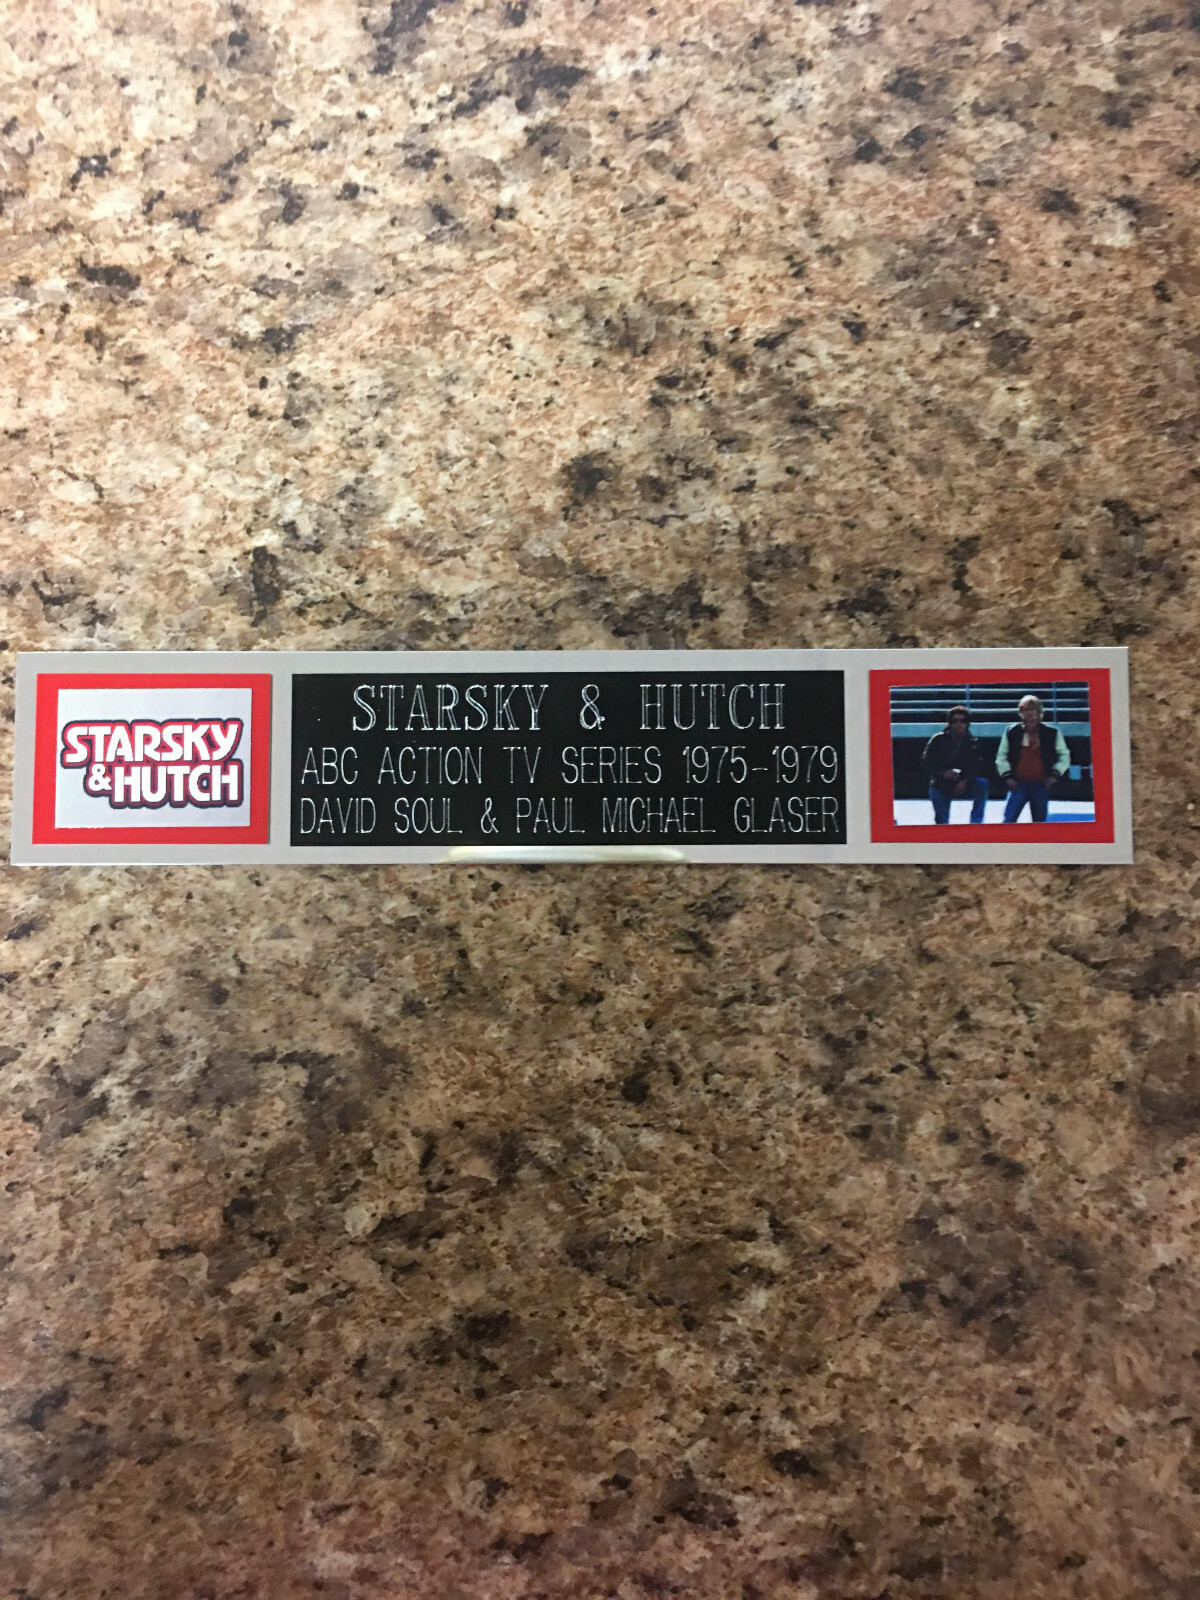 STARSKY
& HUTCH
STARSKY & HUTCH
ABC ACTION TV SERIES 1975-1979
DAVID SOUL & PAUL MICHAEL GLASER